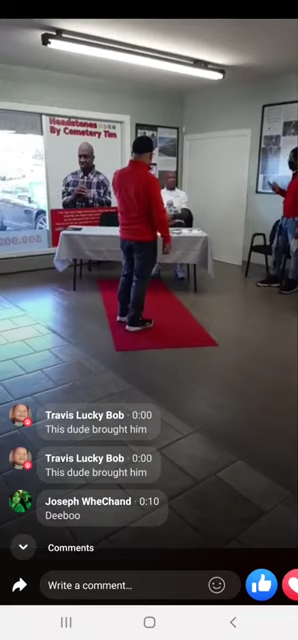 Headstones
By Cemetery Tim
Travis Lucky Bob · 0:00
This dude brought him
Travis Lucky Bob · 0:00
This dude brought him
Joseph WheChand · 0:10
Deeboo
Comments
Write a comment...